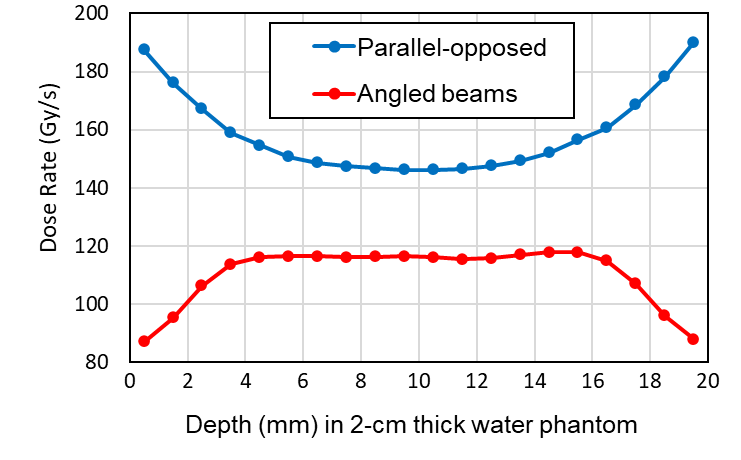 200
180
160
140
120
100
80
Dose Rate (Gy/s)
Parallel-opposed
Angled beams
0 2 4 6 8 10 12 14 16 18 20
Depth (mm) in 2-cm thick water phantom